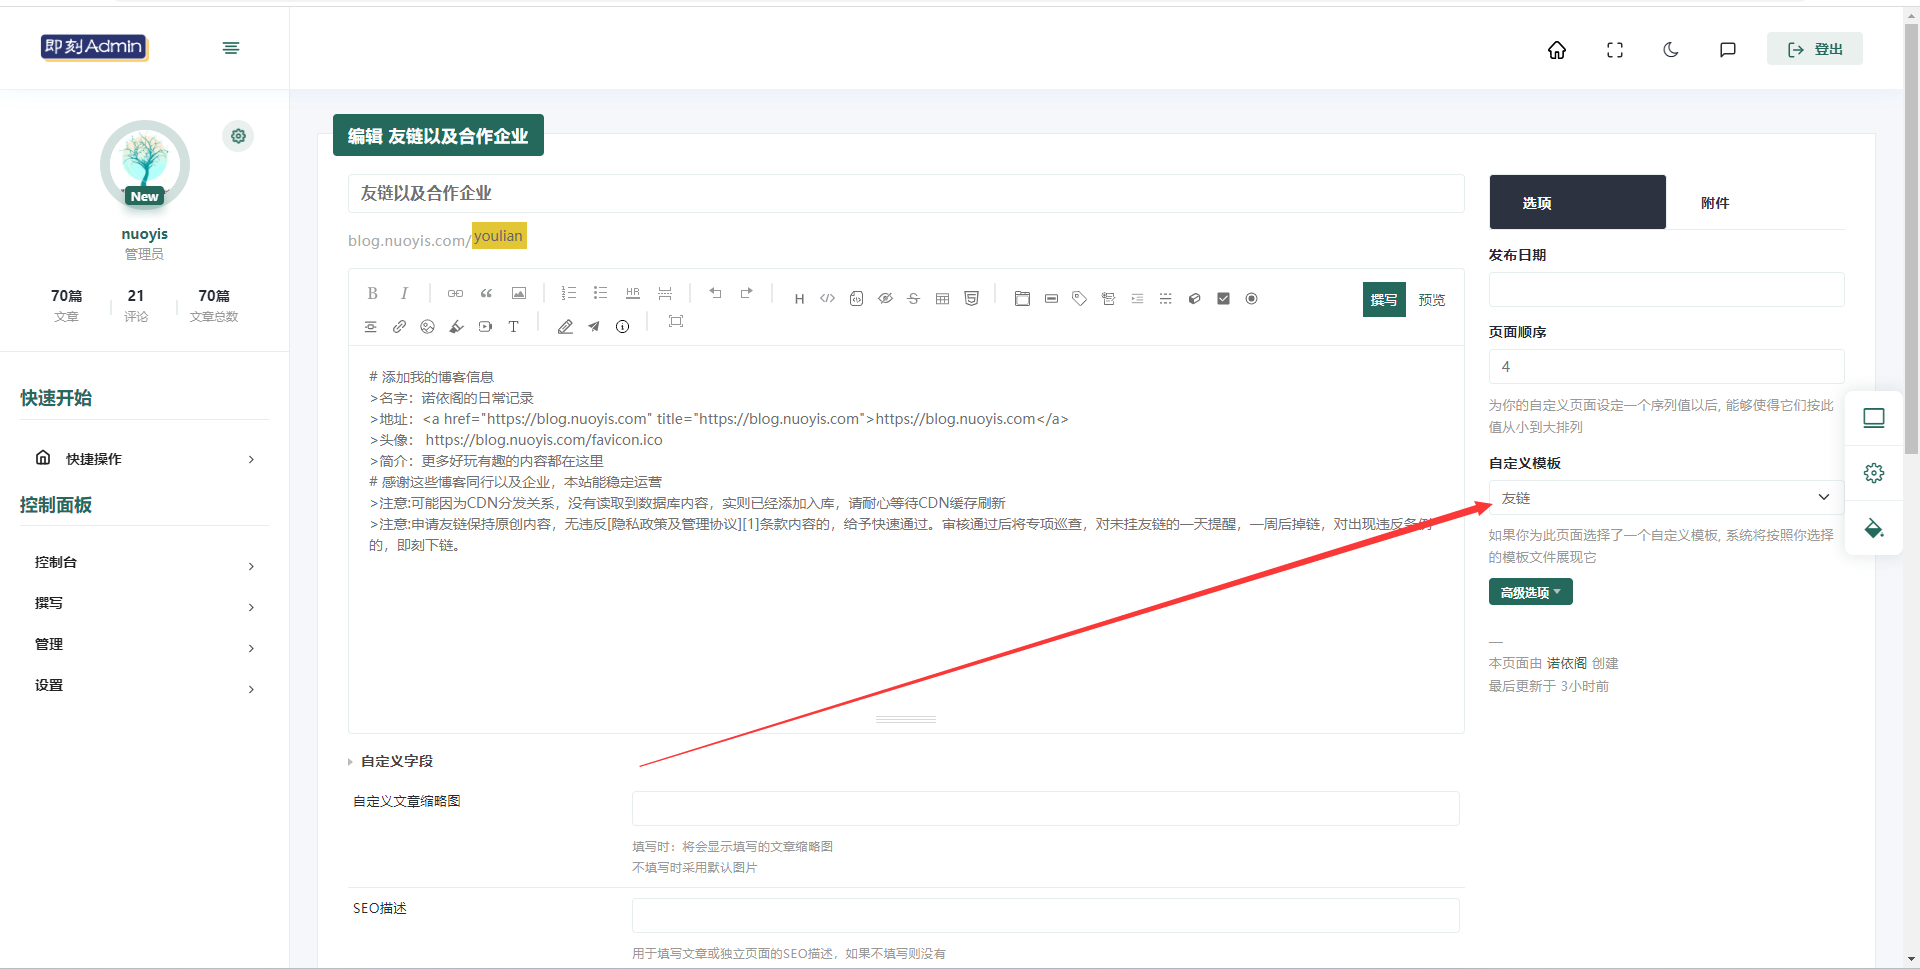 即刻Admin
登出
New
nuoyis
管理员
70篇
文章
21
评论
70篇
文章总数
快速开始
快捷操作
控制面板
控制台
撰写
管理
设置
编辑 友链以及合作企业
友链以及合作企业
blog.nuoyis.com/youlian
B I HR H S T
撰写
预览
# 添加我的博客信息
>名字：诺依阁的日常记录
>地址：<a href="https://blog.nuoyis.com" title="https://blog.nuoyis.com">https://blog.nuoyis.com</a>
>头像： https://blog.nuoyis.com/favicon.ico
>简介：更多好玩有趣的内容都在这里
# 感谢这些博客同行以及企业，本站能稳定运营
>注意:可能因为CDN分发关系，没有读取到数据库内容，实则已经添加入库，请耐心等待CDN缓存刷新
>注意:申请友链保持原创内容，无违反[隐私政策及管理协议][1]条款内容的，给予快速通过。审核通过后将专项巡查，对未挂友链的一天提醒，一周后掉链，对出现违反条例
的，即刻下链。
自定义字段
自定义文章缩略图
填写时：将会显示填写的文章缩略图
不填写时采用默认图片
SEO描述
用于填写文章或独立页面的SEO描述，如果不填写则没有
选项
附件
发布日期
页面顺序
4
为你的自定义页面设定一个序列值以后, 能够使得它们按此
值从小到大排列
自定义模板
友链
如果你为此页面选择了一个自定义模板, 系统将按照你选择
的模板文件展现它
高级选项
—
本页面由 诺依阁 创建
最后更新于 3小时前